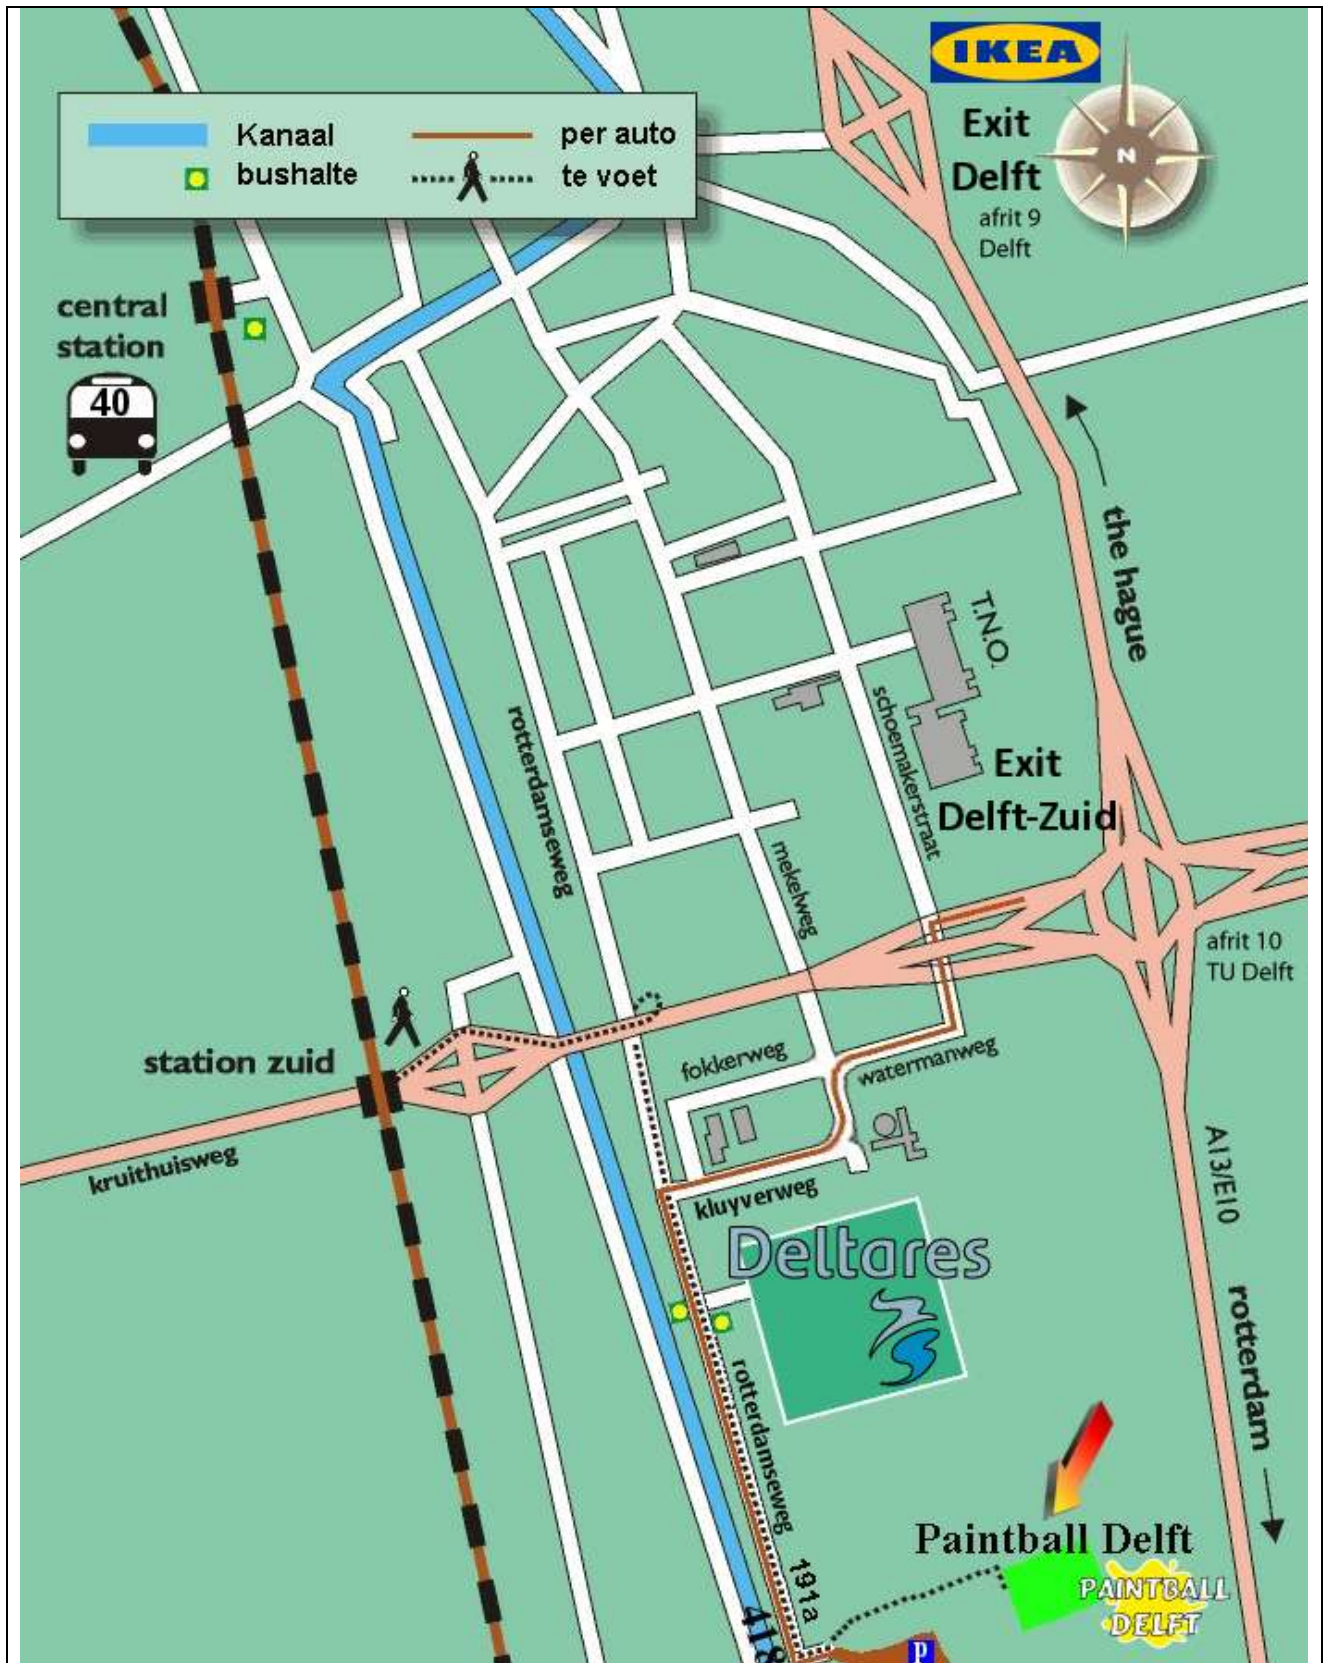 IKEA
Exit
Delft
afrit 9
Delft
N
Kanaal
per auto
bushalte
te voet
central
station
40
the hague
T.N.O.
schoemakerstraat
rotterdamseweg
Exit
Delft-Zuid
mekelweg
afrit 10
TU Delft
station zuid
fokkerweg
watermanweg
kruithuisweg
kluyverweg
A13/E10
Deltares
rotterdam
rotterdamseweg
Paintball Delft
191a
PAINTBALL
DELFT
418
P